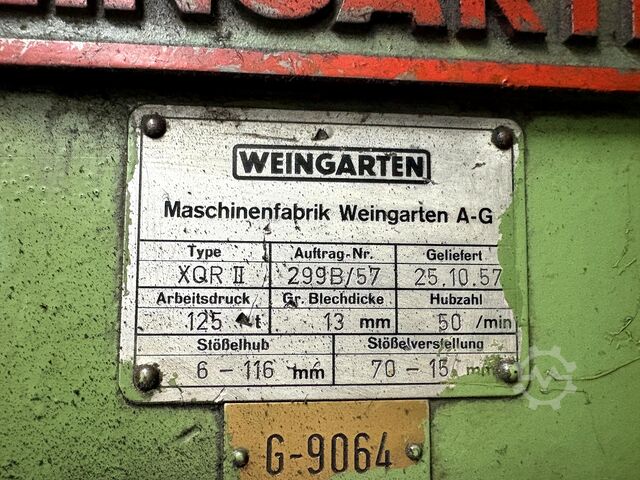 WEINGARTEN
Maschinenfabrik Weingarten A-G
Type Auftrag-Nr. Geliefert
XQR II 299B/57 25.10.57
Arbeitsdruck Gr. Blechdicke Hubzahl
125 t 13 mm 50 /min
Stößelhub Stößelverstellung
6 - 116 mm 70 - 15 mm
G-9064